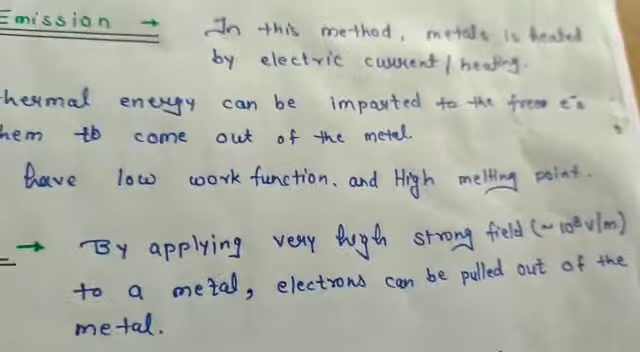 Emission → In this method, metals is heated
by electric current / heating.
hermal energy can be imparted to the free e⁻s
hem to come out of the metal.
have low work function, and High melting point.
→ By applying very high strong field (~ 10⁸ v/m)
to a metal, electrons can be pulled out of the
metal.